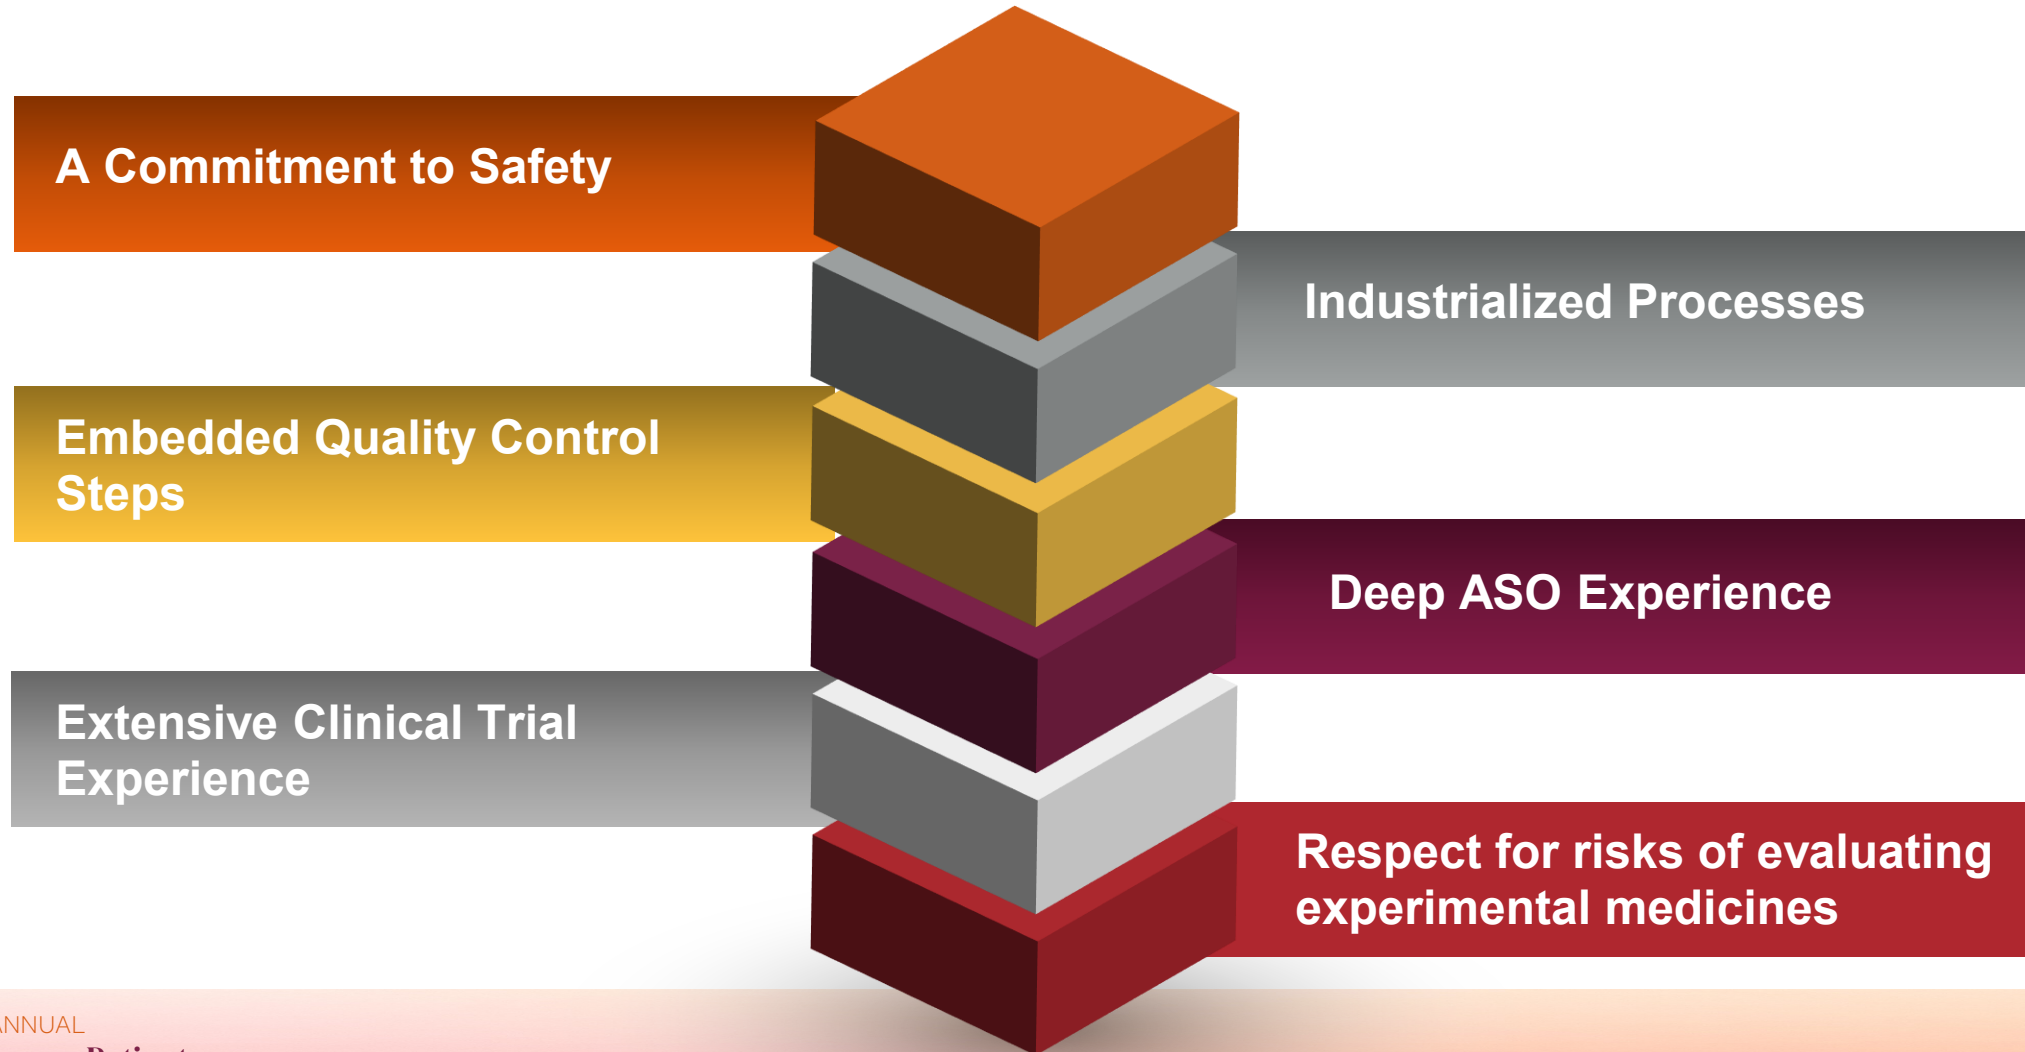 A Commitment to Safety
Industrialized Processes
Embedded Quality Control
Steps
Deep ASO Experience
Extensive Clinical Trial
Experience
Respect for risks of evaluating
experimental medicines
ANNUAL